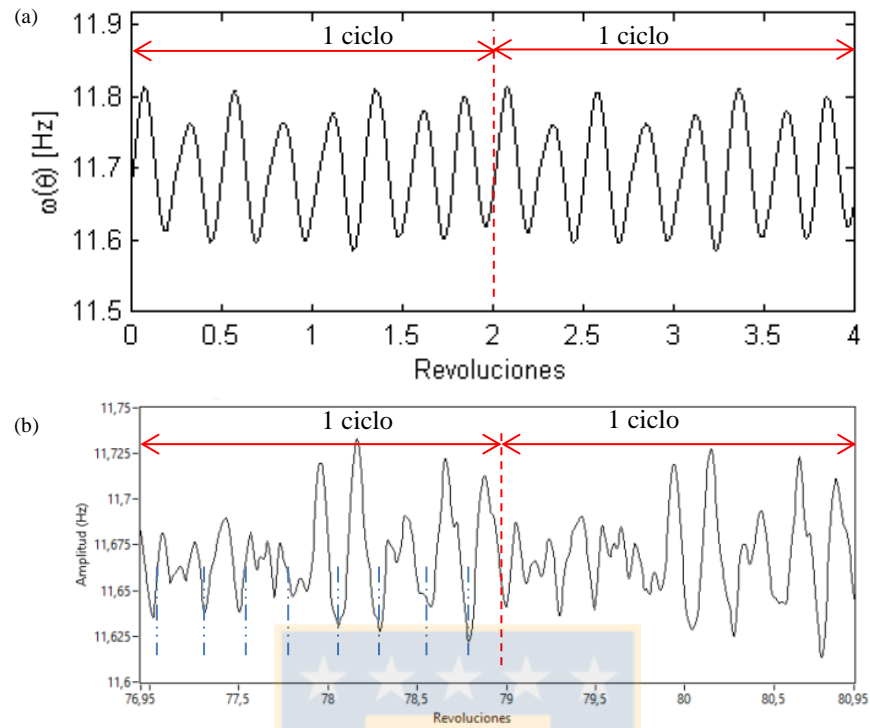 (a)
1 ciclo
1 ciclo
11.9
11.8
11.7
11.6
11.5
ω(θ) [Hz]
0 0.5 1 1.5 2 2.5 3 3.5 4
Revoluciones
(b)
1 ciclo
1 ciclo
11,75
11,725
11,7
11,675
11,65
11,625
11,6
Amplitud (Hz)
76,95 77,5 78 78,5 79 79,5 80 80,5 80,95
Revoluciones